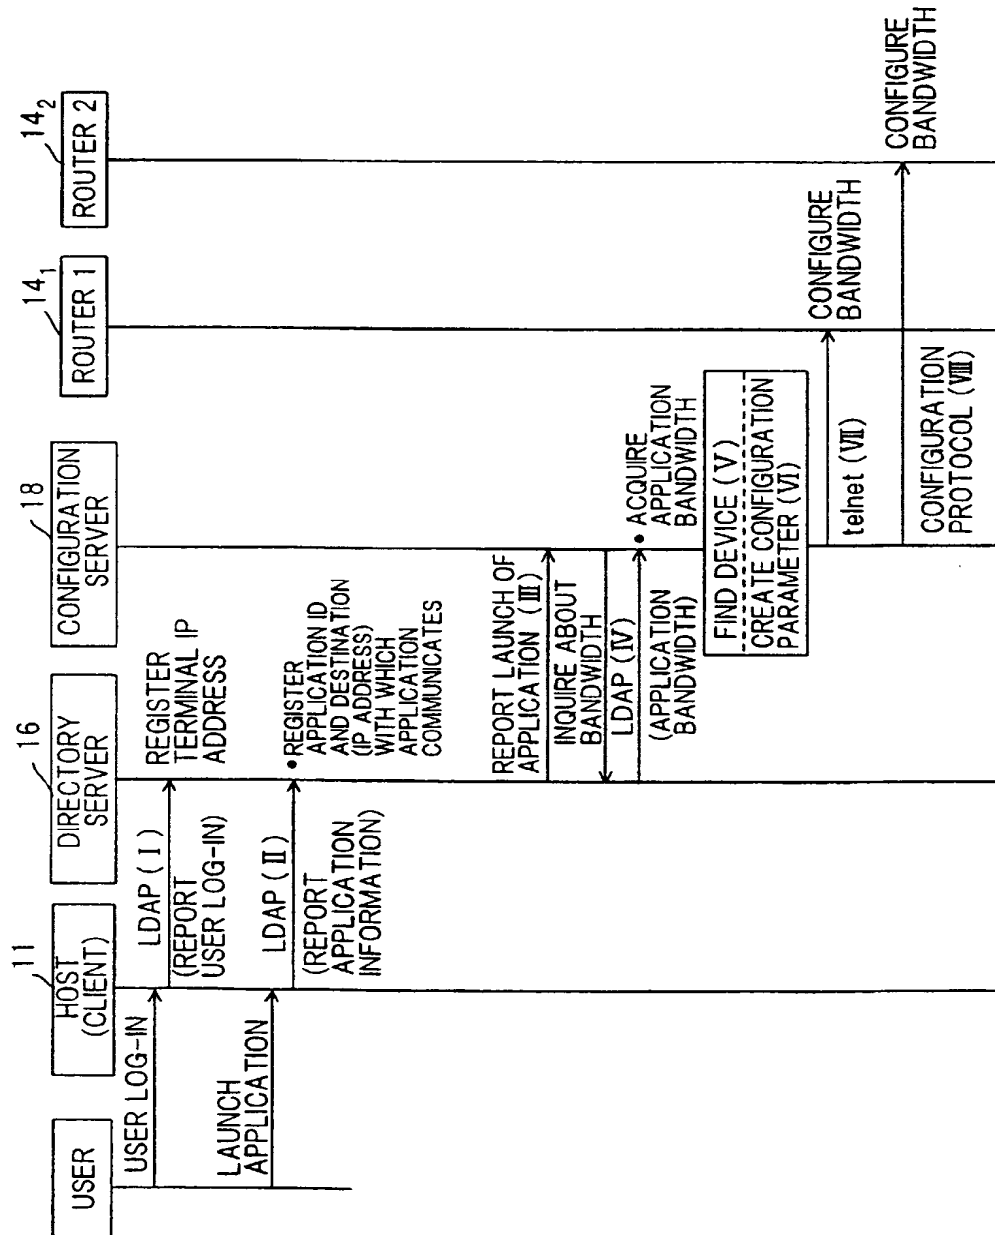 USER
11
HOST
(CLIENT)
16
DIRECTORY
SERVER
18
CONFIGURATION
SERVER
14₁
ROUTER 1
14₂
ROUTER 2
USER LOG-IN
LDAP (I)
(REPORT
USER LOG-IN)
REGISTER
TERMINAL IP
ADDRESS
LAUNCH
APPLICATION
LDAP (II)
(REPORT
APPLICATION
INFORMATION)
• REGISTER
APPLICATION ID
AND DESTINATION
(IP ADDRESS)
WITH WHICH
APPLICATION
COMMUNICATES
REPORT LAUNCH OF
APPLICATION (III)
INQUIRE ABOUT
BANDWIDTH
LDAP (IV)
(APPLICATION
BANDWIDTH)
• ACQUIRE
APPLICATION
BANDWIDTH
FIND DEVICE (V)
CREATE CONFIGURATION
PARAMETER (VI)
telnet (VII)
CONFIGURE
BANDWIDTH
CONFIGURATION
PROTOCOL (VIII)
CONFIGURE
BANDWIDTH